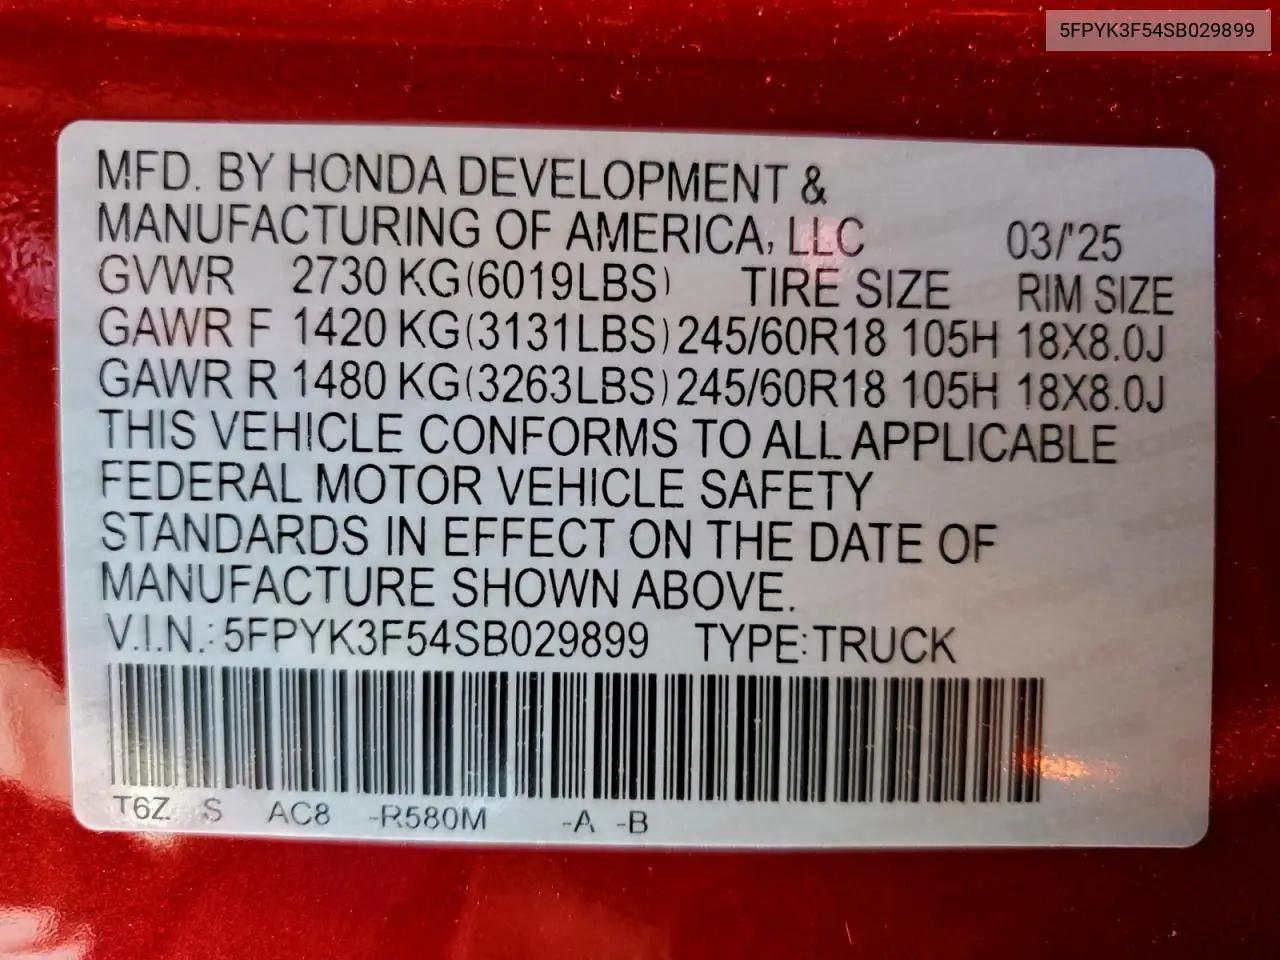 5FPYK3F54SB029899
MFD. BY HONDA DEVELOPMENT &
MANUFACTURING OF AMERICA, LLC 03/'25
GVWR 2730 KG(6019LBS) TIRE SIZE RIM SIZE
GAWR F 1420 KG(3131LBS) 245/60R18 105H 18X8.0J
GAWR R 1480 KG(3263LBS) 245/60R18 105H 18X8.0J
THIS VEHICLE CONFORMS TO ALL APPLICABLE
FEDERAL MOTOR VEHICLE SAFETY
STANDARDS IN EFFECT ON THE DATE OF
MANUFACTURE SHOWN ABOVE.
V.I.N.: 5FPYK3F54SB029899 TYPE: TRUCK
T6Z S AC8 -R580M -A -B